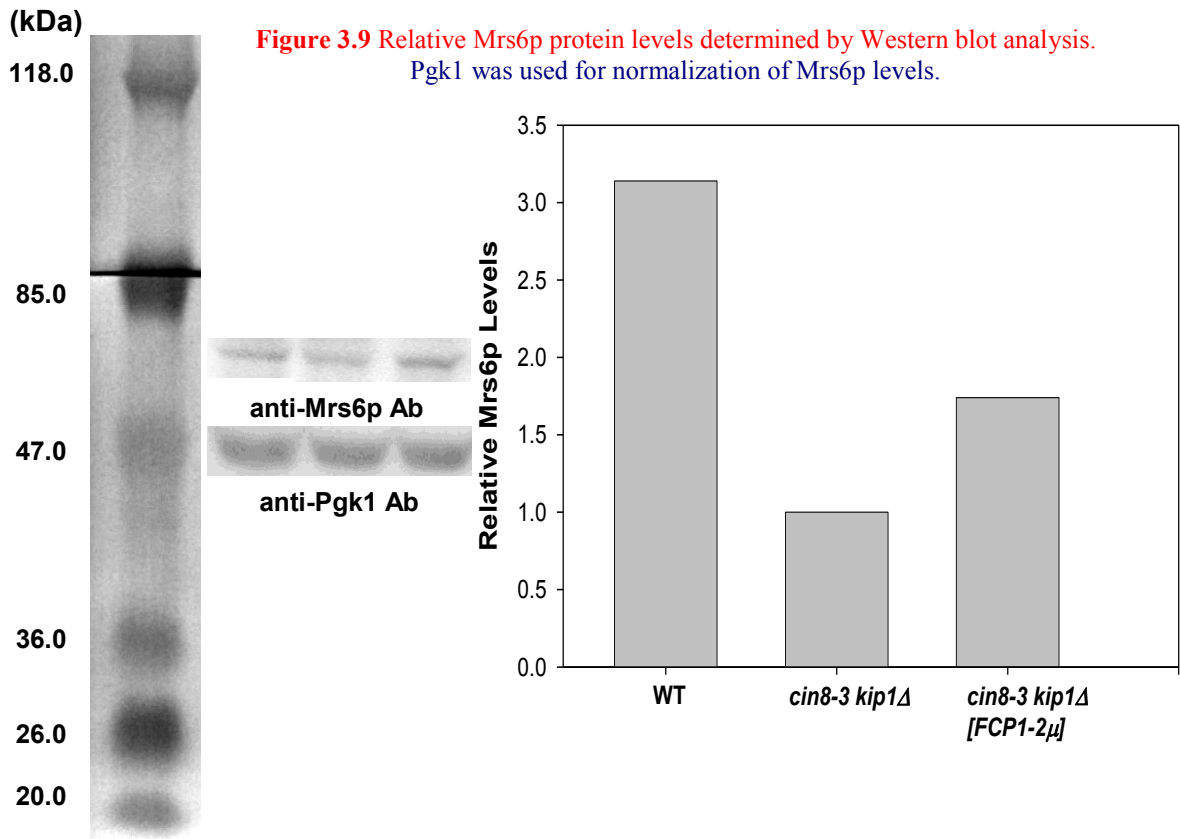 (kDa)
Figure 3.9 Relative Mrs6p protein levels determined by Western blot analysis.
Pgk1 was used for normalization of Mrs6p levels.
118.0
85.0
47.0
36.0
26.0
20.0
anti-Mrs6p Ab
anti-Pgk1 Ab
Relative Mrs6p Levels
3.5
3.0
2.5
2.0
1.5
1.0
0.5
0.0
WT
cin8-3 kip1Δ
cin8-3 kip1Δ
[FCP1-2μ]